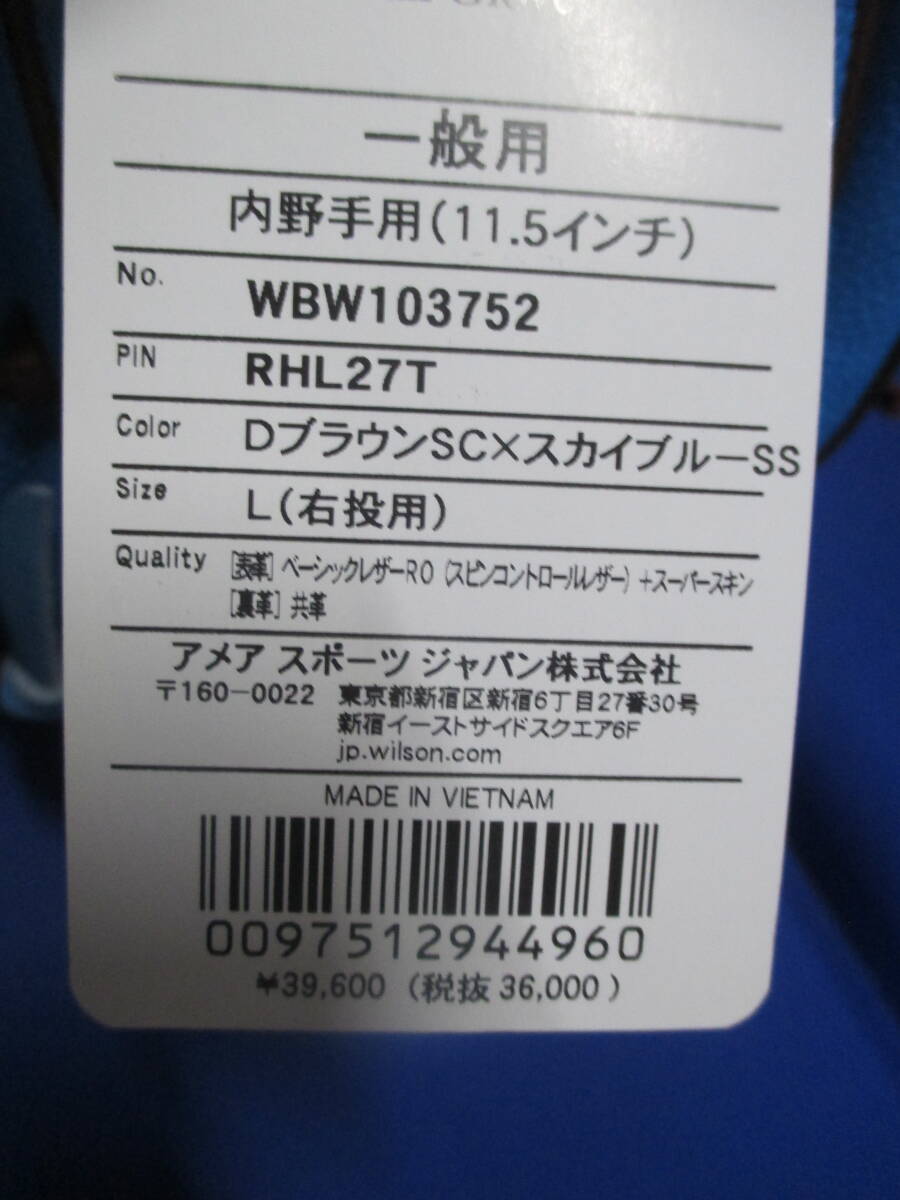 一般用
内野手用(11.5インチ)
No. WBW103752
PIN RHL27T
Color DブラウンSC×スカイブルーSS
Size L(右投用)
Quality [表革] ベーシックレザーRO (スピンコントロールレザー) +スーパースキン
[裏革] 共革
アメア スポーツ ジャパン株式会社
〒160-0022 東京都新宿区新宿6丁目27番30号
新宿イーストサイドスクエア6F
jp.wilson.com
MADE IN VIETNAM
0097512944960
¥39,600 (税抜 36,000 )